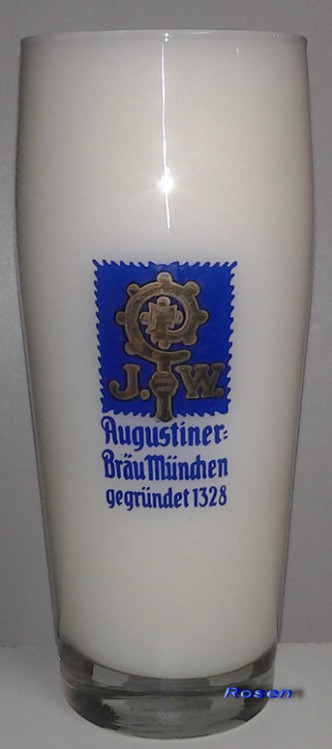 J. W.
Augustiner-
Bräu München
gegründet 1328
Rosen